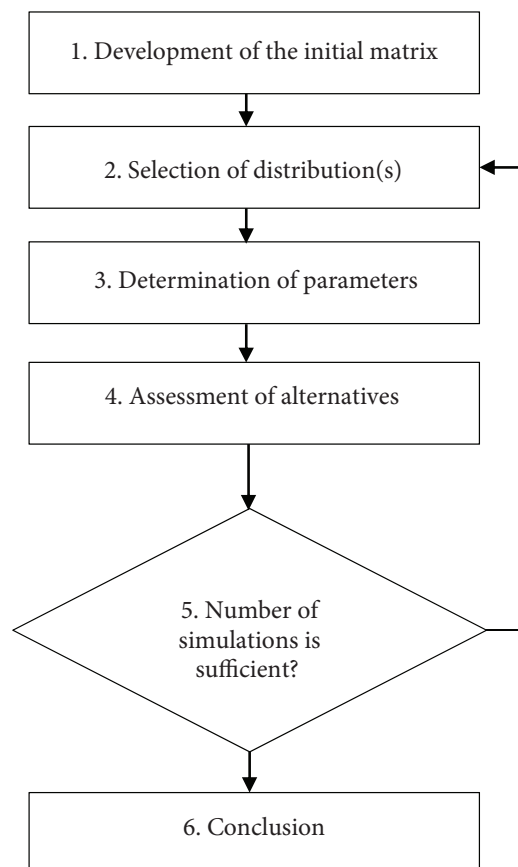 1. Development of the initial matrix
2. Selection of distribution(s)
3. Determination of parameters
4. Assessment of alternatives
5. Number of
simulations is
sufficient?
6. Conclusion